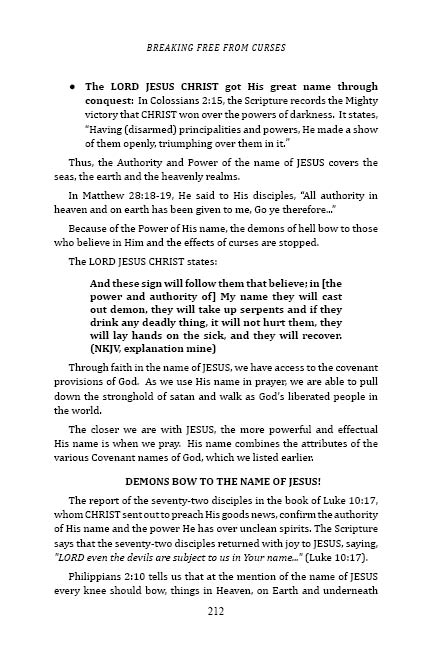 BREAKING FREE FROM CURSES
● The LORD JESUS CHRIST got His great name through
conquest: In Colossians 2:15, the Scripture records the Mighty
victory that CHRIST won over the powers of darkness. It states,
“Having (disarmed) principalities and powers, He made a show
of them openly, triumphing over them in it.”
Thus, the Authority and Power of the name of JESUS covers the
seas, the earth and the heavenly realms.
In Matthew 28:18-19, He said to His disciples, “All authority in
heaven and on earth has been given to me, Go ye therefore...”
Because of the Power of His name, the demons of hell bow to those
who believe in Him and the effects of curses are stopped.
The LORD JESUS CHRIST states:
And these sign will follow them that believe; in [the
power and authority of] My name they will cast
out demon, they will take up serpents and if they
drink any deadly thing, it will not hurt them, they
will lay hands on the sick, and they will recover.
(NKJV, explanation mine)
Through faith in the name of JESUS, we have access to the covenant
provisions of God. As we use His name in prayer, we are able to pull
down the stronghold of satan and walk as God’s liberated people in
the world.
The closer we are with JESUS, the more powerful and effectual
His name is when we pray. His name combines the attributes of the
various Covenant names of God, which we listed earlier.
DEMONS BOW TO THE NAME OF JESUS!
The report of the seventy-two disciples in the book of Luke 10:17,
whom CHRIST sent out to preach His goods news, confirm the authority
of His name and the power He has over unclean spirits. The Scripture
says that the seventy-two disciples returned with joy to JESUS, saying,
"LORD even the devils are subject to us in Your name..." (Luke 10:17).
Philippians 2:10 tells us that at the mention of the name of JESUS
every knee should bow, things in Heaven, on Earth and underneath
212